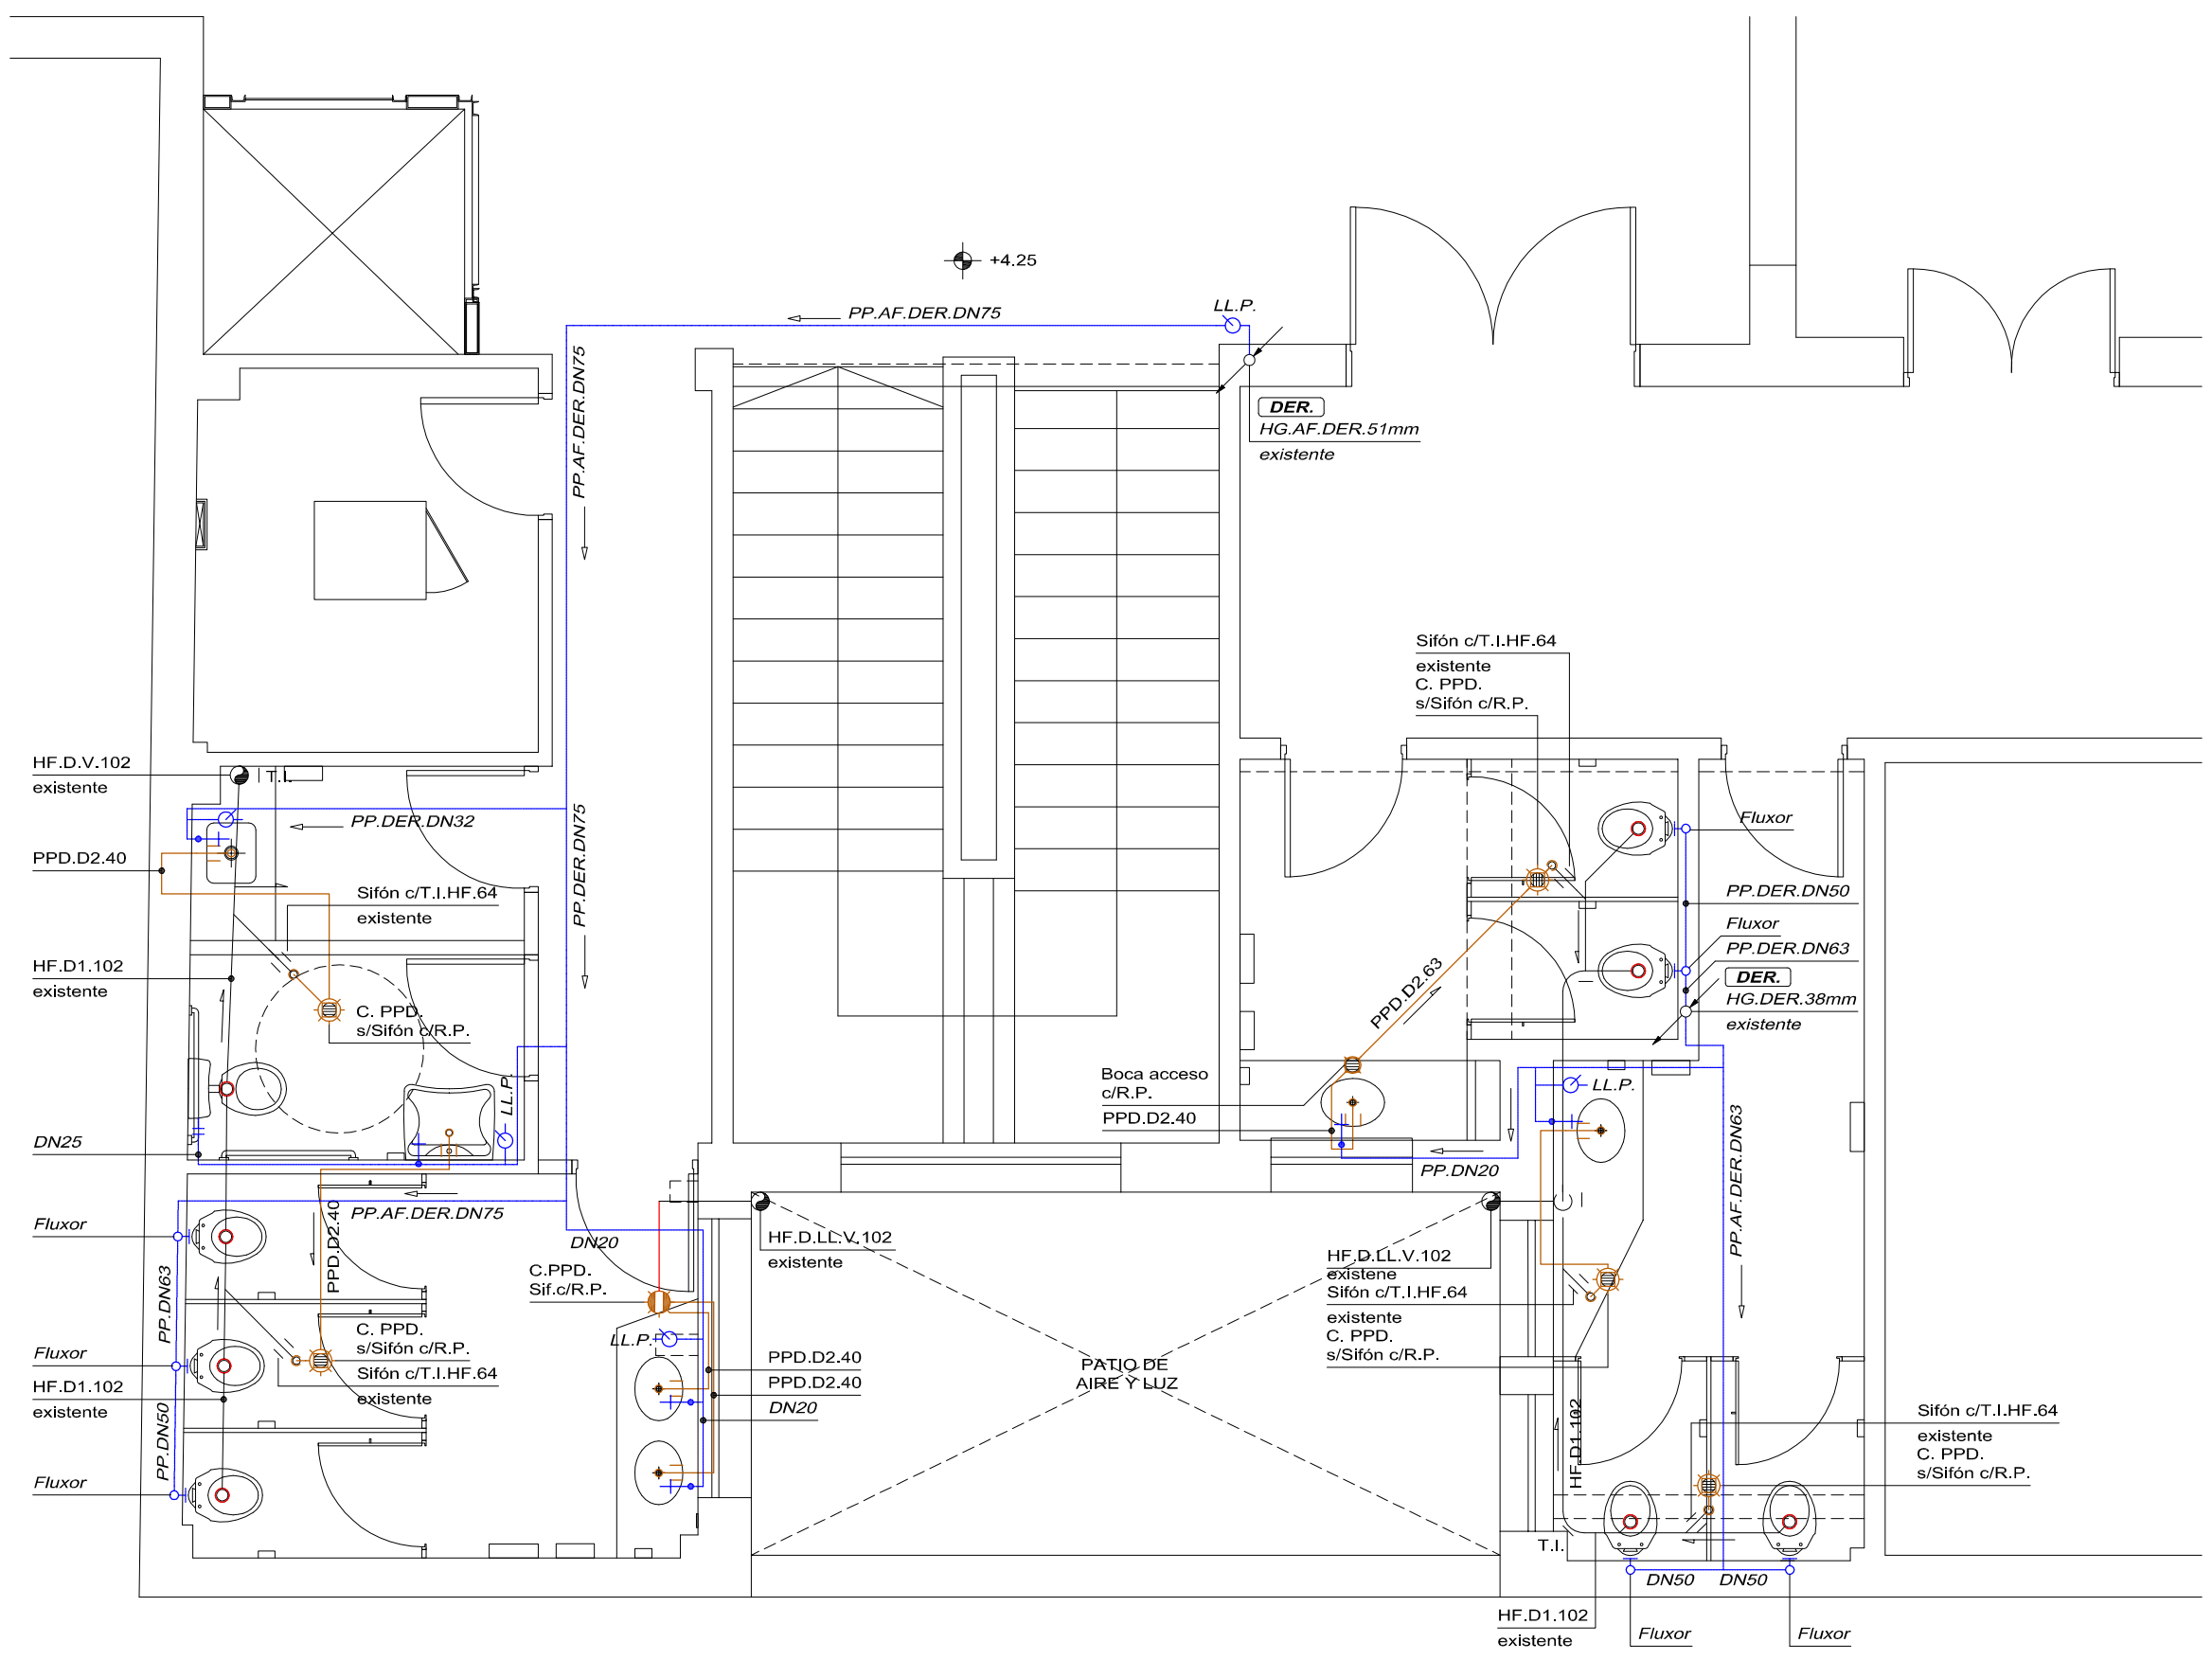 +4.25
PP.AF.DER.DN75
LL.P.
PP.AF.DER.DN75
DER.
HG.AF.DER.51mm
existente
Sifón c/T.I.HF.64
existente
C. PPD.
s/Sifón c/R.P.
HF.D.V.102
existente
T.I.
PP.DER.DN32
PPD.D2.40
PP.DER.DN75
Sifón c/T.I.HF.64
existente
HF.D1.102
existente
C. PPD.
s/Sifón c/R.P.
LL.P.
DN25
Fluxor
PP.DER.DN50
Fluxor
PP.DER.DN63
DER.
HG.DER.38mm
existente
PPD.D2.63
Boca acceso
c/R.P.
PPD.D2.40
LL.P.
PP.DN20
PP.AF.DER.DN63
PP.AF.DER.DN75
PPD.D2.40
Fluxor
PP.DN63
DN20
C.PPD.
Sif.c/R.P.
HF.D.LL.V.102
existente
HF.D.LL.V.102
existene
Sifón c/T.I.HF.64
existente
C. PPD.
s/Sifón c/R.P.
C. PPD.
s/Sifón c/R.P.
Sifón c/T.I.HF.64
existente
Fluxor
HF.D1.102
existente
PP.DN50
Fluxor
LL.P.
PPD.D2.40
PPD.D2.40
DN20
PATIO DE
AIRE Y LUZ
HF.D1.102
Sifón c/T.I.HF.64
existente
C. PPD.
s/Sifón c/R.P.
T.I.
DN50
DN50
HF.D1.102
existente
Fluxor
Fluxor